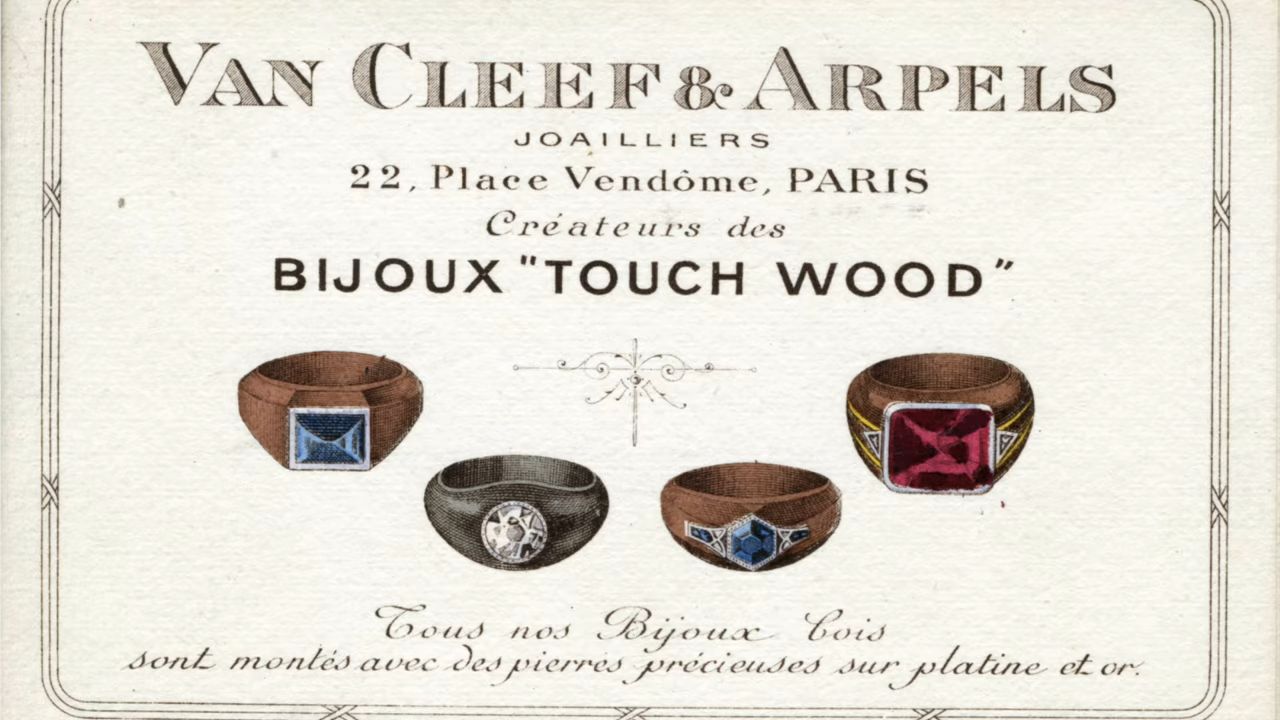 VAN CLEEF & ARPELS
JOAILLIERS
22, Place Vendôme, PARIS
Créateurs des
BIJOUX "TOUCH WOOD"
Tous nos Bijoux bois
sont montés avec des pierres précieuses sur platine et or.